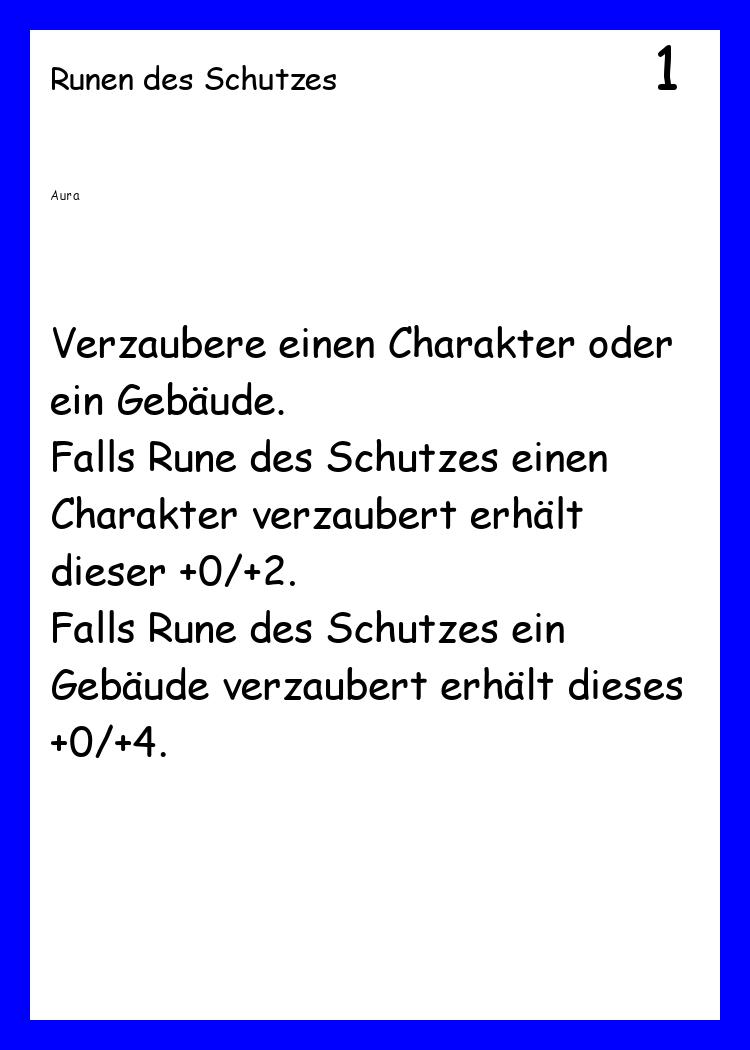 Runen des Schutzes
1
Aura
Verzaubere einen Charakter oder
ein Gebäude.
Falls Rune des Schutzes einen
Charakter verzaubert erhält
dieser +0/+2.
Falls Rune des Schutzes ein
Gebäude verzaubert erhält dieses
+0/+4.